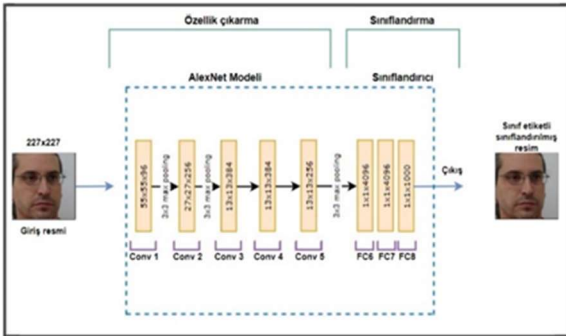 Özellik çıkarma
Sınıflandırma
AlexNet Modeli
Sınıflandırıcı
227x227
Giriş resmi
55x55x96
3x3 max pooling
27x27x256
3x3 max pooling
13x13x384
13x13x384
13x13x256
3x3 max pooling
1x1x4096
1x1x4096
1x1x1000
Conv 1
Conv 2
Conv 3
Conv 4
Conv 5
FC6
FC7
FC8
Çıkış
Sınıf etiketli
sınıflandırılmış
resim